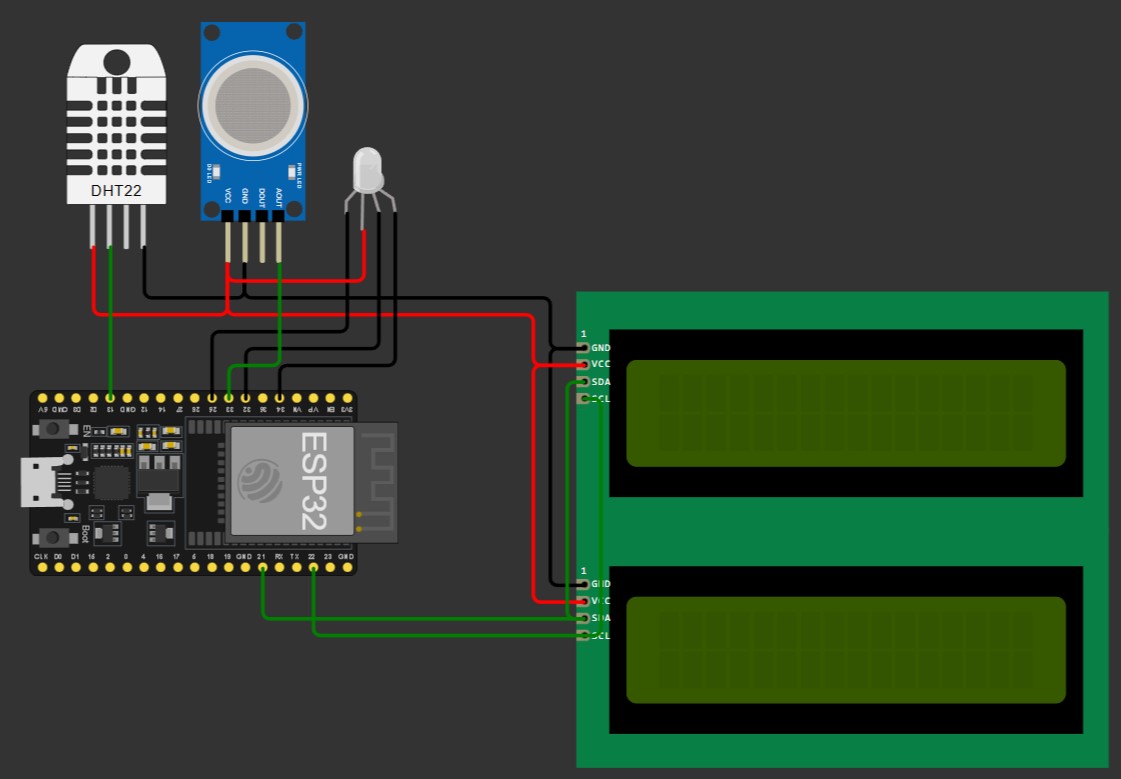 DHT22
DO LED
PWR LED
VCC GND DOUT AOUT
5V CMD D3 D2 13 GND 12 14 27 26 25 33 32 35 34 VN VP EN 3V3
EN
ESP32
Boot
CLK D0 D1 15 2 0 4 16 17 5 18 19 GND 21 RX TX 22 23 GND
1
GND
VCC
SDA
SCL
1
GND
VCC
SDA
SCL